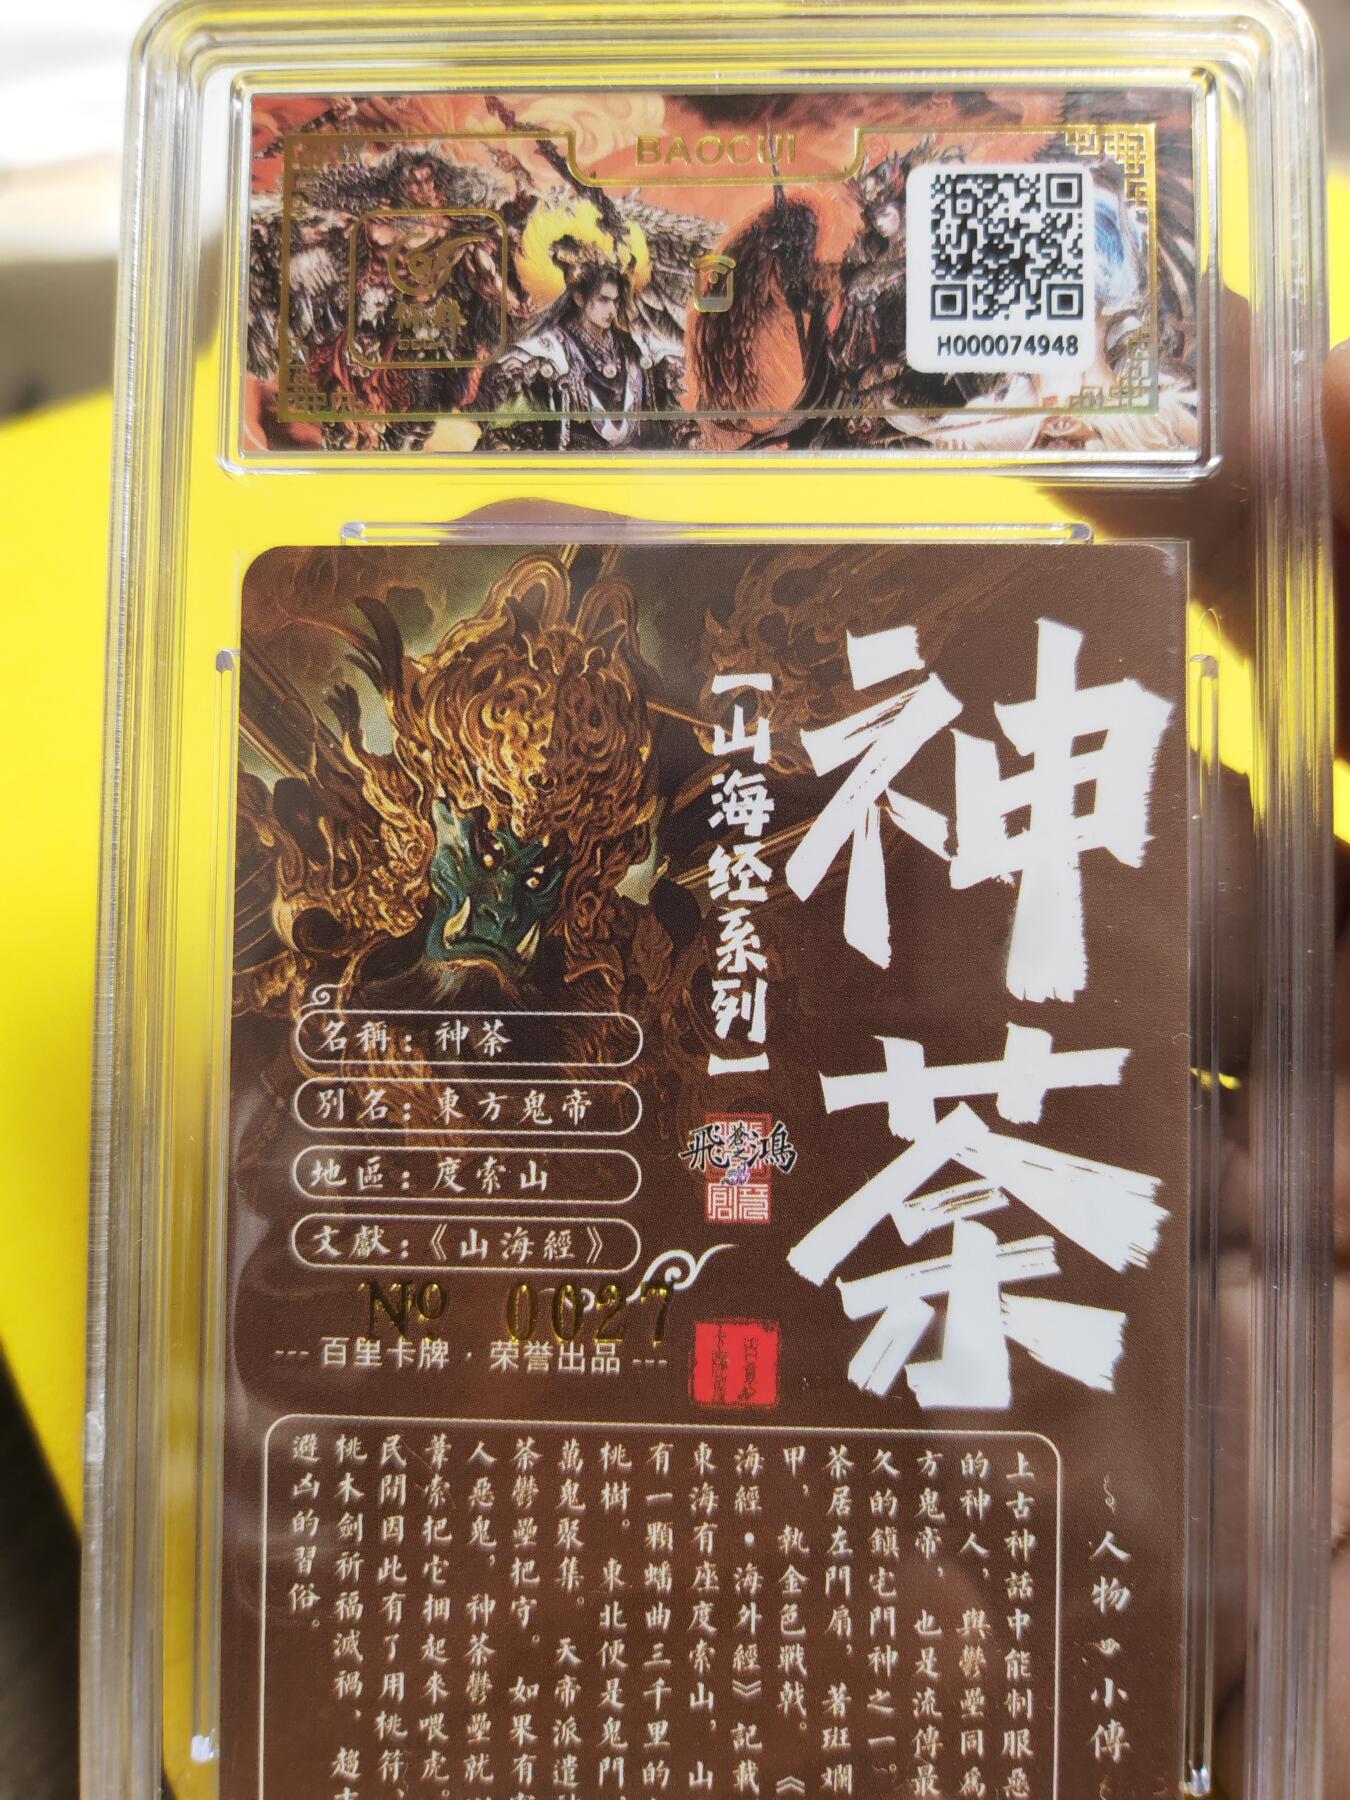 BAOCUI
H000074948
神荼
【山海经系列】
名稱：神荼
別名：東方鬼帝
地區：度索山
文獻：《山海經》
飛鴻
Nº 0027
--- 百里卡牌 · 荣誉出品 ---
人物小傳
上古神話中能制服惡
的神人，與鬱壘同爲
方鬼帝，也是流傳最
久的鎮宅門神之一。
荼居左門扇，著斑斕
甲，執金色戰戟。《
海經·海外經》記載
東海有座度索山，山
有一顆蟠曲三千里的
桃樹。東北便是鬼門
萬鬼聚集。天帝派遣
荼鬱壘把守。如果有
人惡鬼，神荼鬱壘就
葦索把它捆起來喂虎。
民間因此有了用桃符、
桃木劍祈福滅禍、趨
避凶的習俗。